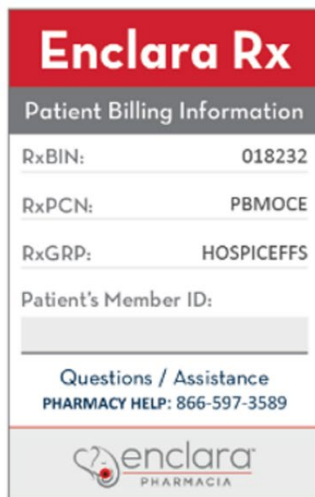 Enclara Rx
Patient Billing Information
RxBIN: 018232
RxPCN: PBMOCE
RxGRP: HOSPICEFFS
Patient's Member ID:
Questions / Assistance
PHARMACY HELP: 866-597-3589
enclara
PHARMACIA